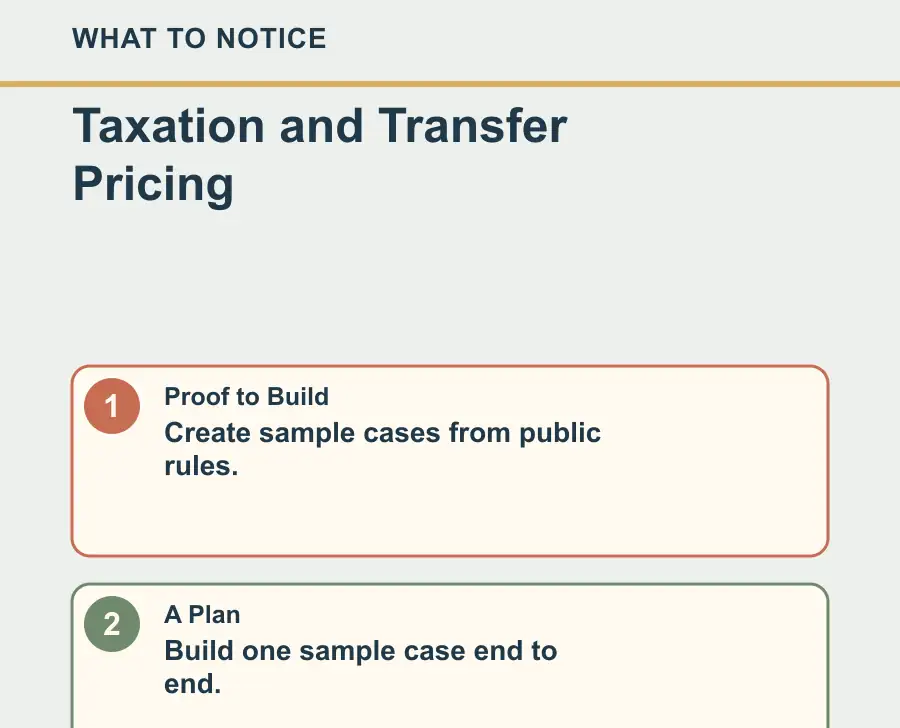 WHAT TO NOTICE
Taxation and Transfer
Pricing
1
Proof to Build
Create sample cases from public
rules.
2
A Plan
Build one sample case end to
end.